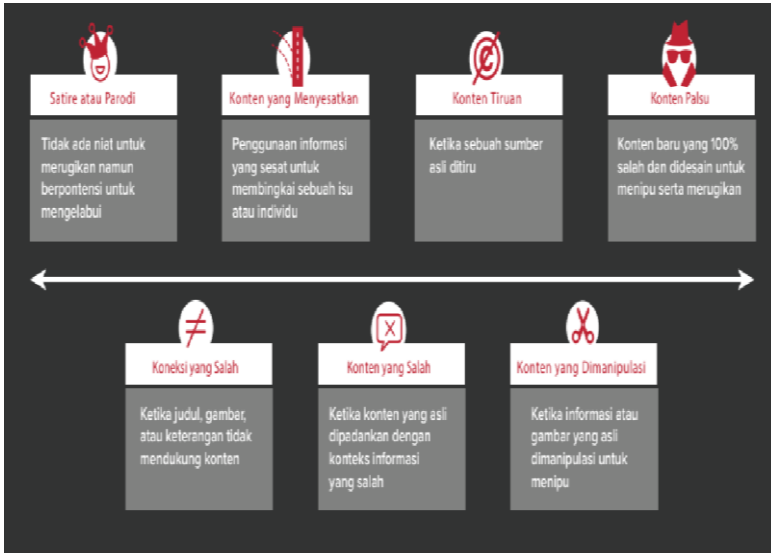 Satire atau Parodi
Tidak ada niat untuk
merugikan namun
berpotensi untuk
mengelabui
Konten yang Menyesatkan
Penggunaan informasi
yang sesat untuk
membingkai sebuah isu
atau individu
Konten Tiruan
Ketika sebuah sumber
asli ditiru
Konten Palsu
Konten baru yang 100%
salah dan didesain untuk
menipu serta merugikan
Koneksi yang Salah
Ketika judul, gambar,
atau keterangan tidak
mendukung konten
Konten yang Salah
Ketika konten yang asli
dipadankan dengan
konteks informasi
yang salah
Konten yang Dimanipulasi
Ketika informasi atau
gambar yang asli
dimanipulasi untuk
menipu